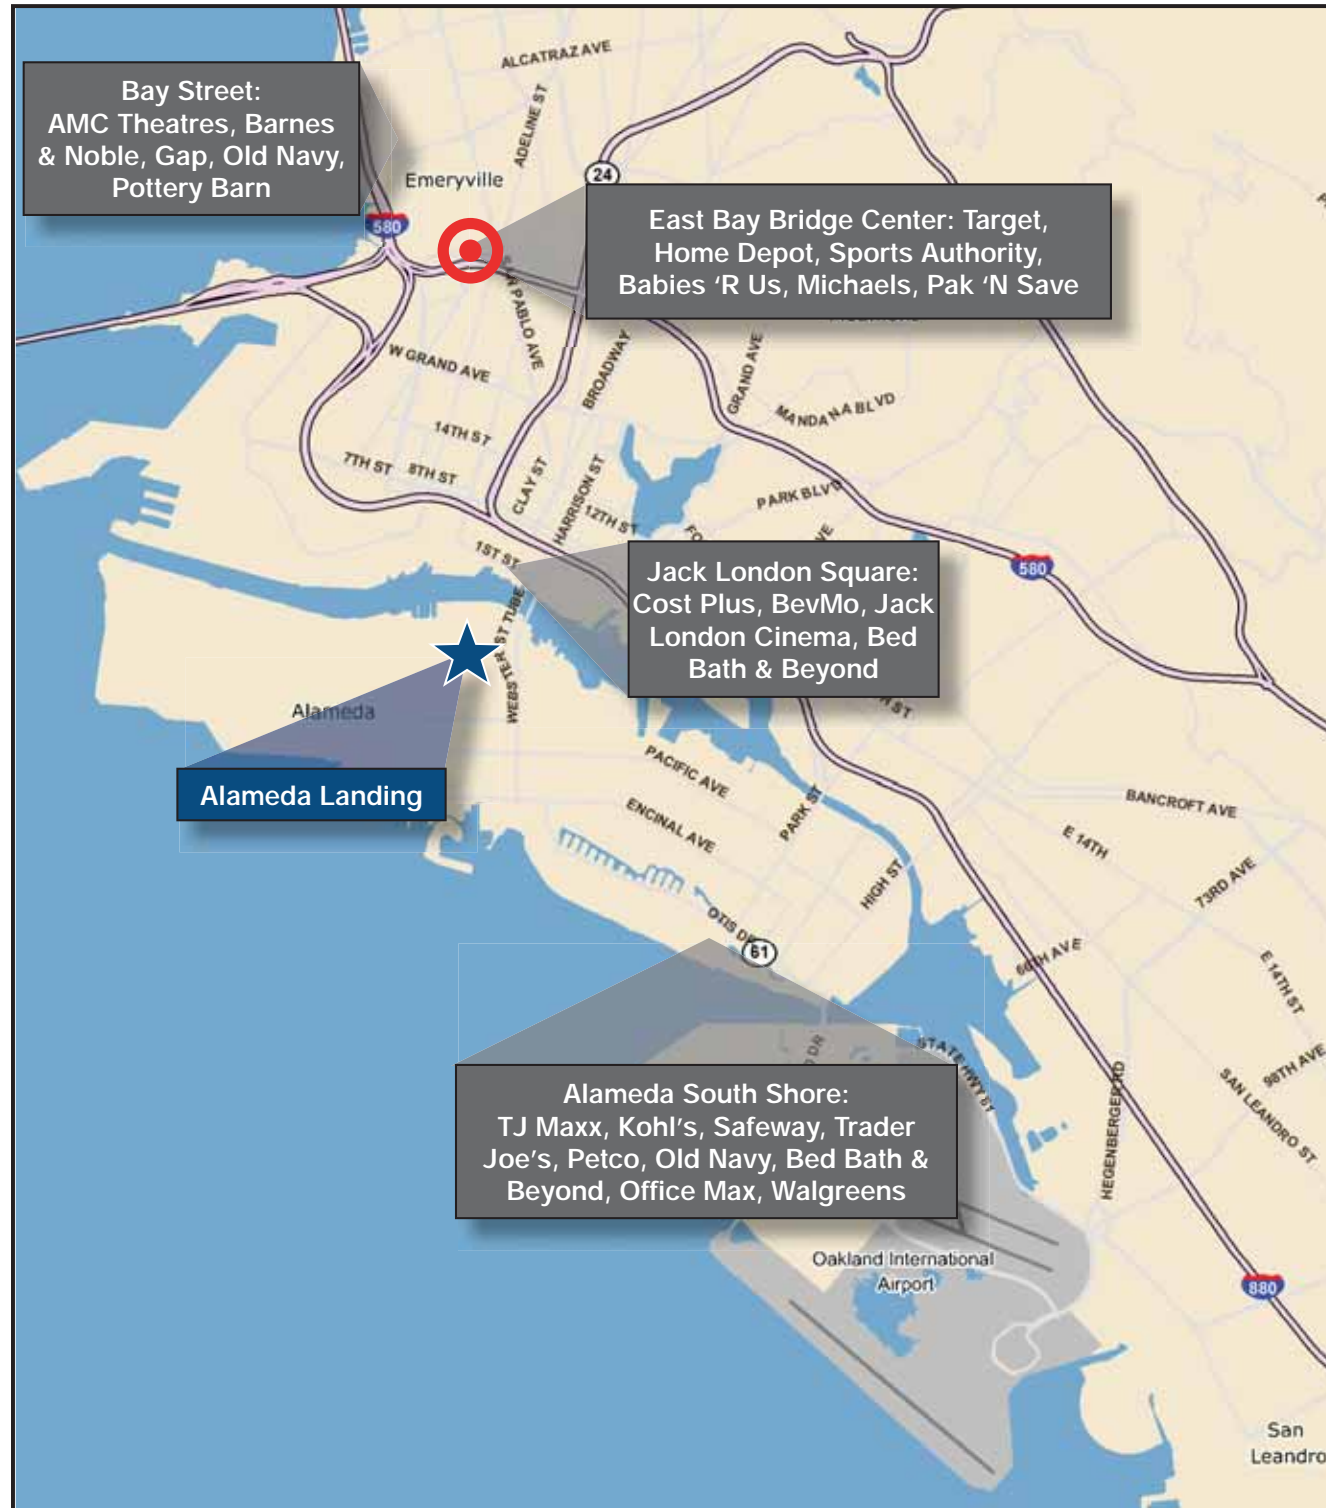 ALCATRAZ AVE
Bay Street:
AMC Theatres, Barnes
& Noble, Gap, Old Navy,
Pottery Barn
ADELINE ST
Emeryville
24
580
East Bay Bridge Center: Target,
Home Depot, Sports Authority,
Babies ‘R Us, Michaels, Pak ‘N Save
SAN PABLO AVE
W GRAND AVE
BROADWAY
GRAND AVE
MANDANA BLVD
14TH ST
7TH ST
8TH ST
CLAY ST
HARRISON ST
12TH ST
PARK BLVD
1ST ST
580
Jack London Square:
Cost Plus, BevMo, Jack
London Cinema, Bed
Bath & Beyond
WEBSTER ST TUBE
Alameda
Alameda Landing
PACIFIC AVE
ENCINAL AVE
PARK ST
HIGH ST
BANCROFT AVE
E 14TH
73RD AVE
OTIS DR
61
66TH AVE
E 14TH ST
STATE HWY 61
98TH AVE
SAN LEANDRO ST
HEGENBERGER RD
Alameda South Shore:
TJ Maxx, Kohl's, Safeway, Trader
Joe's, Petco, Old Navy, Bed Bath &
Beyond, Office Max, Walgreens
Oakland International
Airport
880
San
Leandro